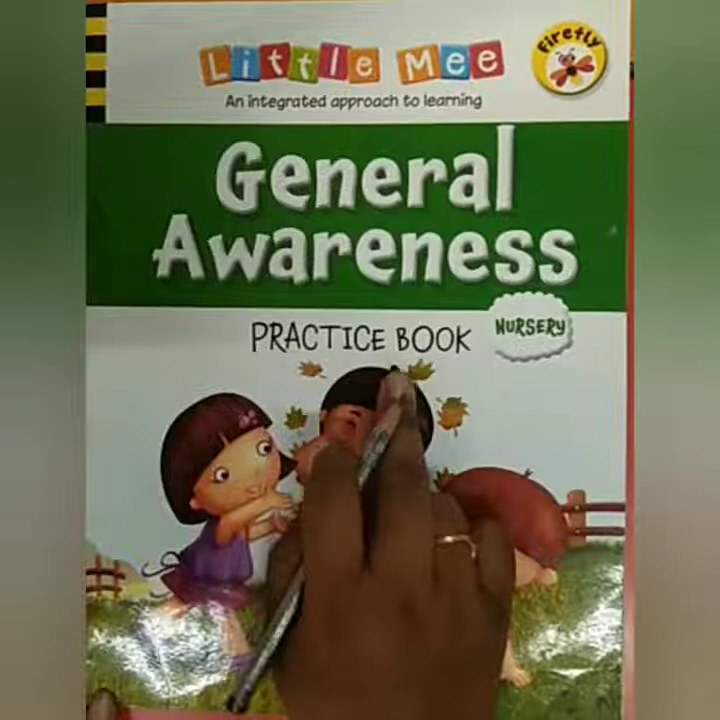 Little Mee
Firefly
An integrated approach to learning
General
Awareness
PRACTICE BOOK
NURSERY